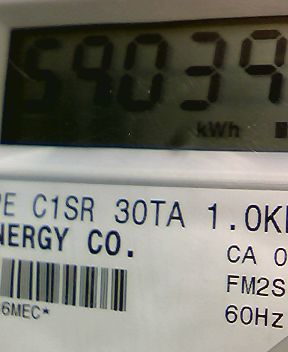 59039
kWh
PE C1SR 30TA 1.0K
NERGY CO.
CA 0
FM2S
6MEC*
60Hz